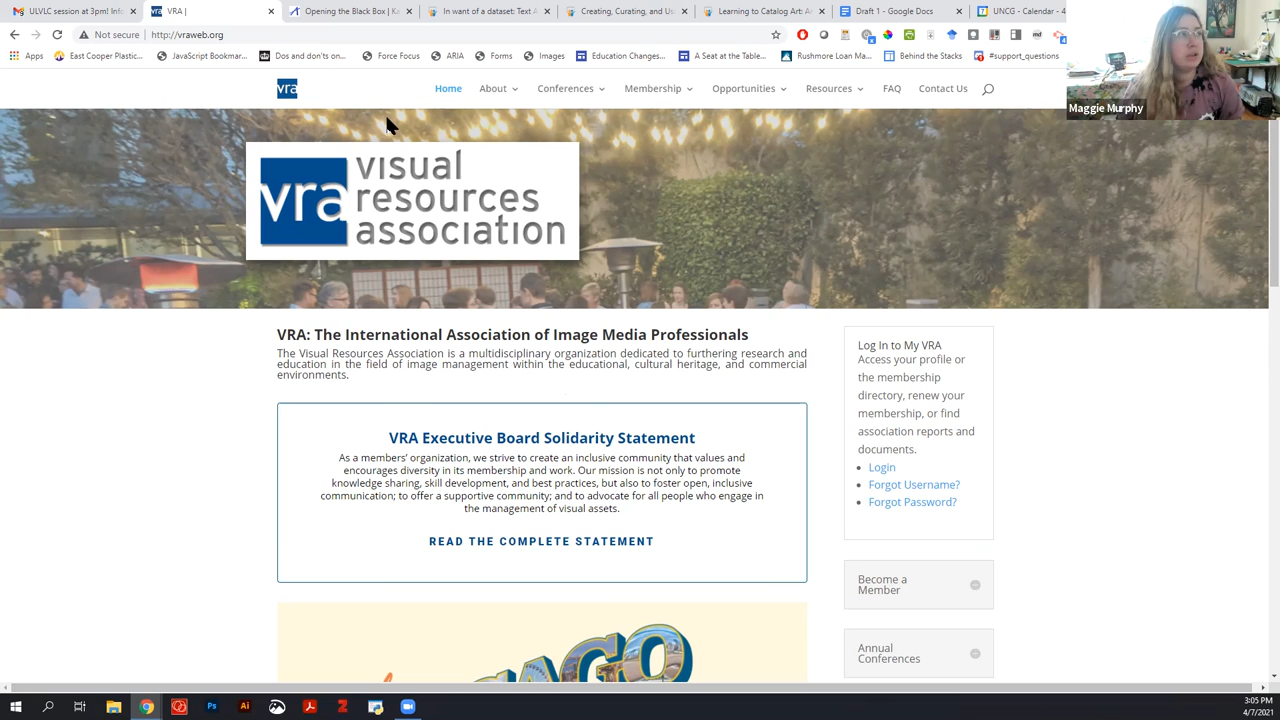 ULVLC session at 3pm! Info
VRA |
Opening the Black Box | Ka
In want of a dataset: Text A
Creating, Curating, and Us
Learning to Catalog Art: A
Draft 1 - Google Docs
UNCG - Calendar - 4
Not secure | http://vraweb.org
Apps
East Cooper Plastic...
JavaScript Bookmar...
Dos and don'ts on...
Force Focus
ARIA
Forms
Images
Education Changes...
A Seat at the Table...
Rushmore Loan Ma...
Behind the Stacks
#support_questions
Maggie Murphy
vra
Home
About
Conferences
Membership
Opportunities
Resources
FAQ
Contact Us
vra
visual
resources
association
VRA: The International Association of Image Media Professionals
The Visual Resources Association is a multidisciplinary organization dedicated to furthering research and
education in the field of image management within the educational, cultural heritage, and commercial
environments.
VRA Executive Board Solidarity Statement
As a members' organization, we strive to create an inclusive community that values and
encourages diversity in its membership and work. Our mission is not only to promote
knowledge sharing, skill development, and best practices, but also to foster open, inclusive
communication; to offer a supportive community; and to advocate for all people who engage in
the management of visual assets.
READ THE COMPLETE STATEMENT
Log In to My VRA
Access your profile or
the membership
directory, renew your
membership, or find
association reports and
documents.
Login
Forgot Username?
Forgot Password?
Become a
Member
Annual
Conferences
3:05 PM
4/7/2021